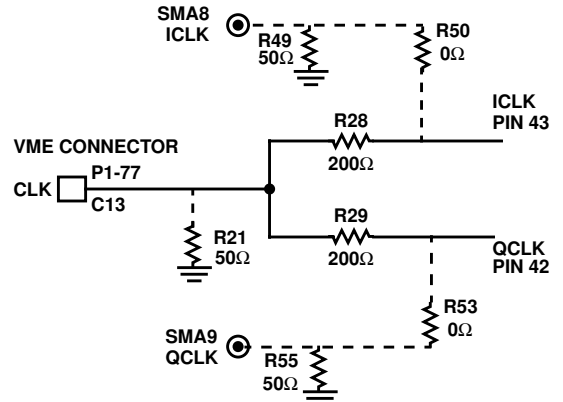 SMA8
ICLK
R49
50Ω
R50
0Ω
R28
200Ω
ICLK
PIN 43
VME CONNECTOR
P1-77
CLK
C13
R21
50Ω
R29
200Ω
QCLK
PIN 42
R53
0Ω
SMA9
QCLK
R55
50Ω